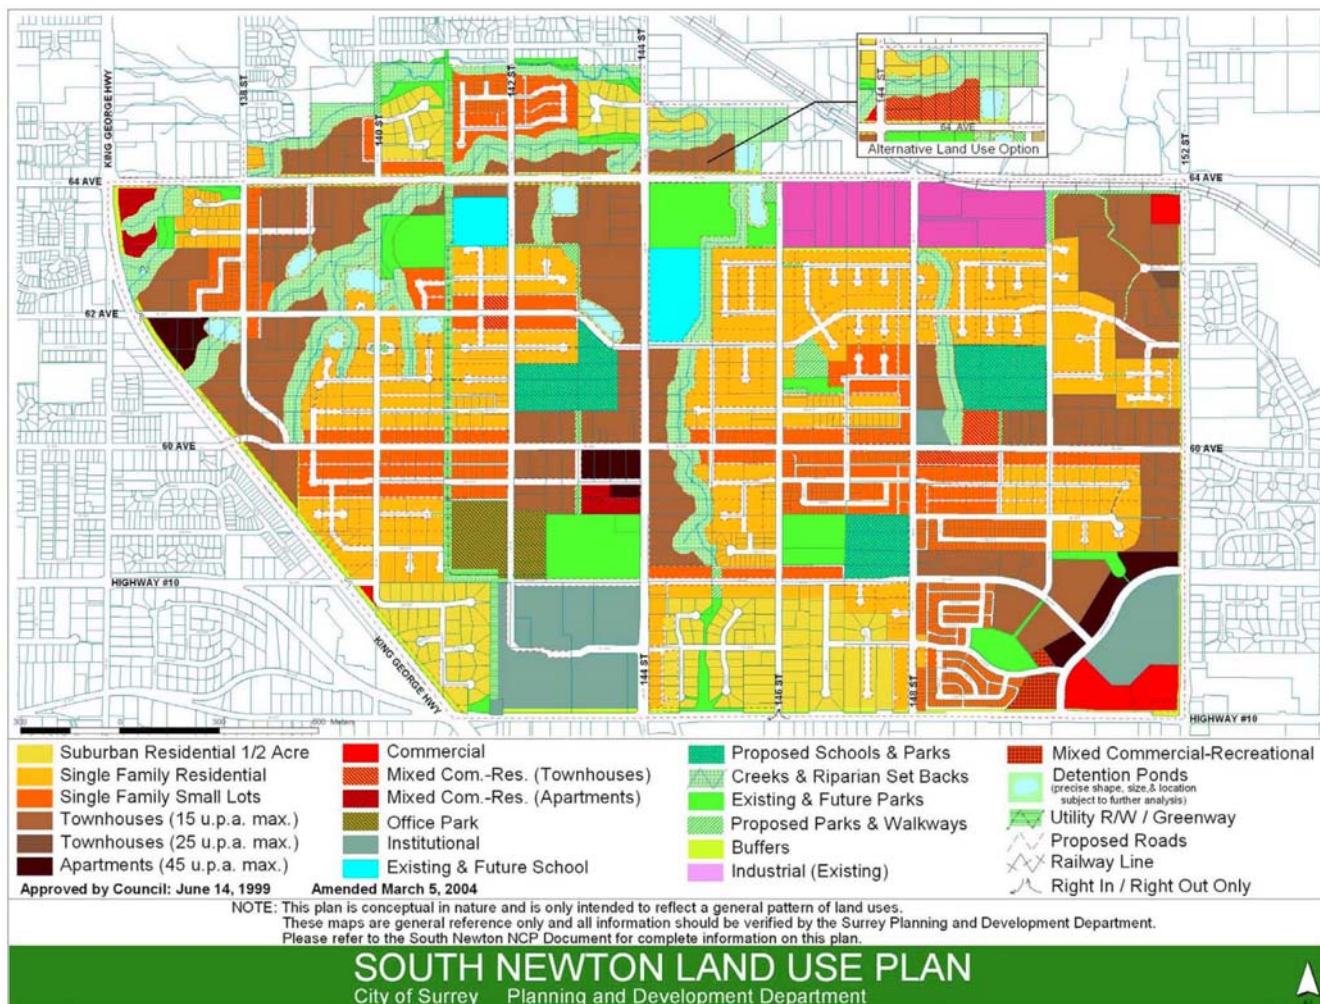 144 ST
142 ST
138 ST
KING GEORGE HWY
140 ST
144 ST
64 AVE
Alternative Land Use Option
152 ST
64 AVE
64 AVE
62 AVE
60 AVE
60 AVE
HIGHWAY #10
KING GEORGE HWY
144 ST
146 ST
148 ST
HIGHWAY #10
300 0 300 600 Meters
Suburban Residential 1/2 Acre
Single Family Residential
Single Family Small Lots
Townhouses (15 u.p.a. max.)
Townhouses (25 u.p.a. max.)
Apartments (45 u.p.a. max.)
Commercial
Mixed Com.-Res. (Townhouses)
Mixed Com.-Res. (Apartments)
Office Park
Institutional
Existing & Future School
Proposed Schools & Parks
Creeks & Riparian Set Backs
Existing & Future Parks
Proposed Parks & Walkways
Buffers
Industrial (Existing)
Mixed Commercial-Recreational
Detention Ponds
(precise shape, size,& location
subject to further analysis)
Utility R/W / Greenway
Proposed Roads
Railway Line
Right In / Right Out Only
Approved by Council: June 14, 1999 Amended March 5, 2004
NOTE: This plan is conceptual in nature and is only intended to reflect a general pattern of land uses.
These maps are general reference only and all information should be verified by the Surrey Planning and Development Department.
Please refer to the South Newton NCP Document for complete information on this plan.
SOUTH NEWTON LAND USE PLAN
City of Surrey Planning and Development Department